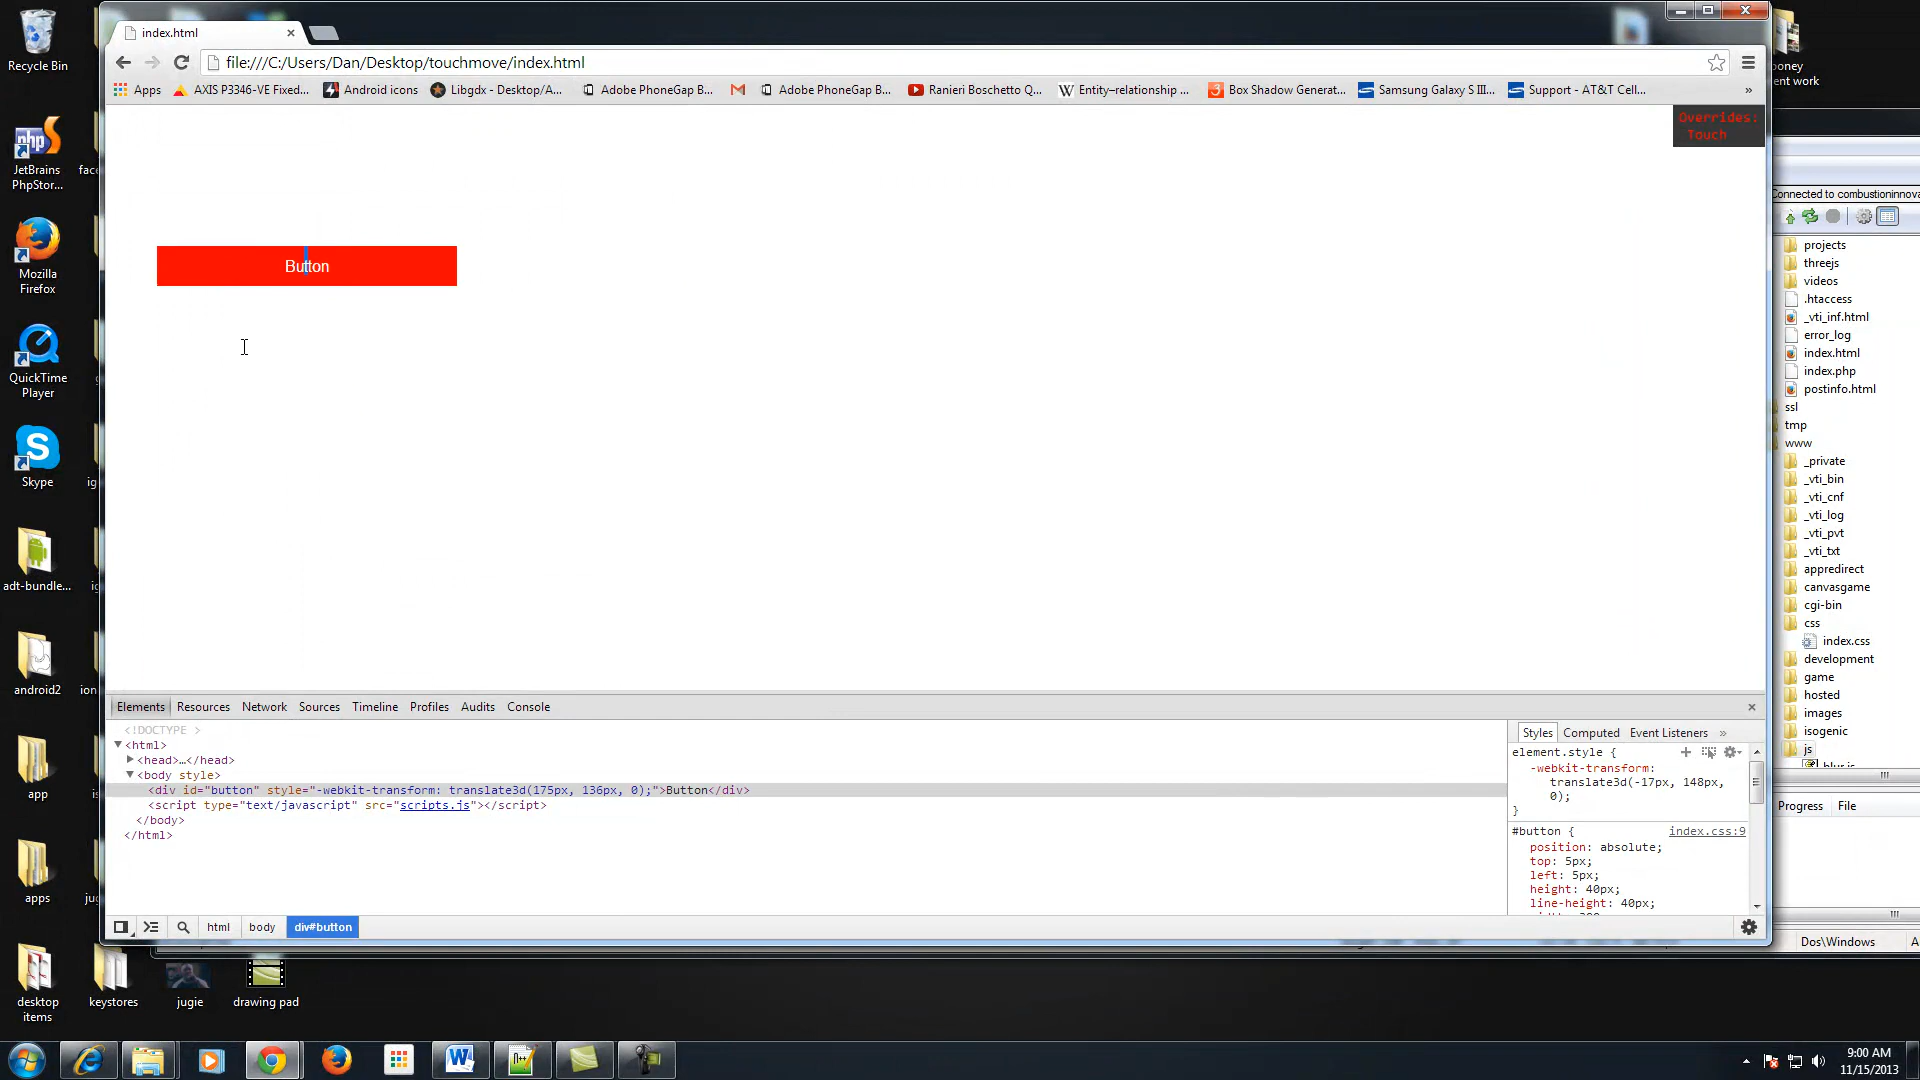 index.html
file:///C:/Users/Dan/Desktop/touchmove/index.html
Apps
AXIS P3346-VE Fixed...
Android icons
Libgdx - Desktop/A...
Adobe PhoneGap B...
Adobe PhoneGap B...
Ranieri Boschetto Q...
Entity–relationship ...
Box Shadow Generat...
Samsung Galaxy S III...
Support - AT&T Cell...
»
Overrides:
Touch
Button
Recycle Bin
JetBrains
PhpStor...
Mozilla
Firefox
QuickTime
Player
Skype
adt-bundle...
android2
app
apps
desktop
items
keystores
jugie
drawing pad
face
ig
ion
jug
ooney
ent work
Connected to combustioninnova
projects
threejs
videos
.htaccess
_vti_inf.html
error_log
index.html
index.php
postinfo.html
ssl
tmp
www
_private
_vti_bin
_vti_cnf
_vti_log
_vti_pvt
_vti_txt
appredirect
canvasgame
cgi-bin
css
index.css
development
game
hosted
images
isogenic
js
blur.js
Progress
File
Dos\Windows
A
Elements
Resources
Network
Sources
Timeline
Profiles
Audits
Console
<!DOCTYPE >
<html>
<head>…</head>
<body style>
<div id="button" style="-webkit-transform: translate3d(175px, 136px, 0);">Button</div>
<script type="text/javascript" src="scripts.js"></script>
</body>
</html>
Styles
Computed
Event Listeners
»
element.style {
-webkit-transform:
translate3d(-17px, 148px,
0);
}
#button {
index.css:9
position: absolute;
top: 5px;
left: 5px;
height: 40px;
line-height: 40px;
html
body
div#button
9:00 AM
11/15/2013